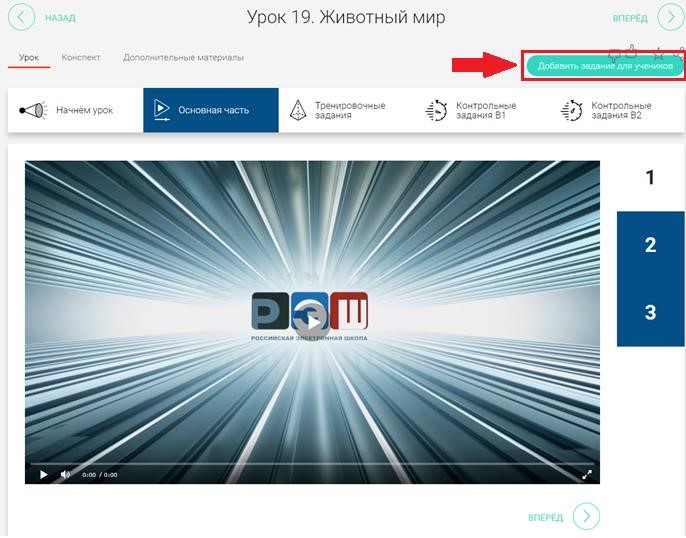 НАЗАД
Урок 19. Животный мир
ВПЕРЁД
Урок
Конспект
Дополнительные материалы
Добавить задание для учеников
Начнём урок
Основная часть
Тренировочные
задания
Контрольные
задания В1
Контрольные
задания В2
1
2
3
РЭШ
РОССИЙСКАЯ ЭЛЕКТРОННАЯ ШКОЛА
0:00 / 0:00
ВПЕРЁД